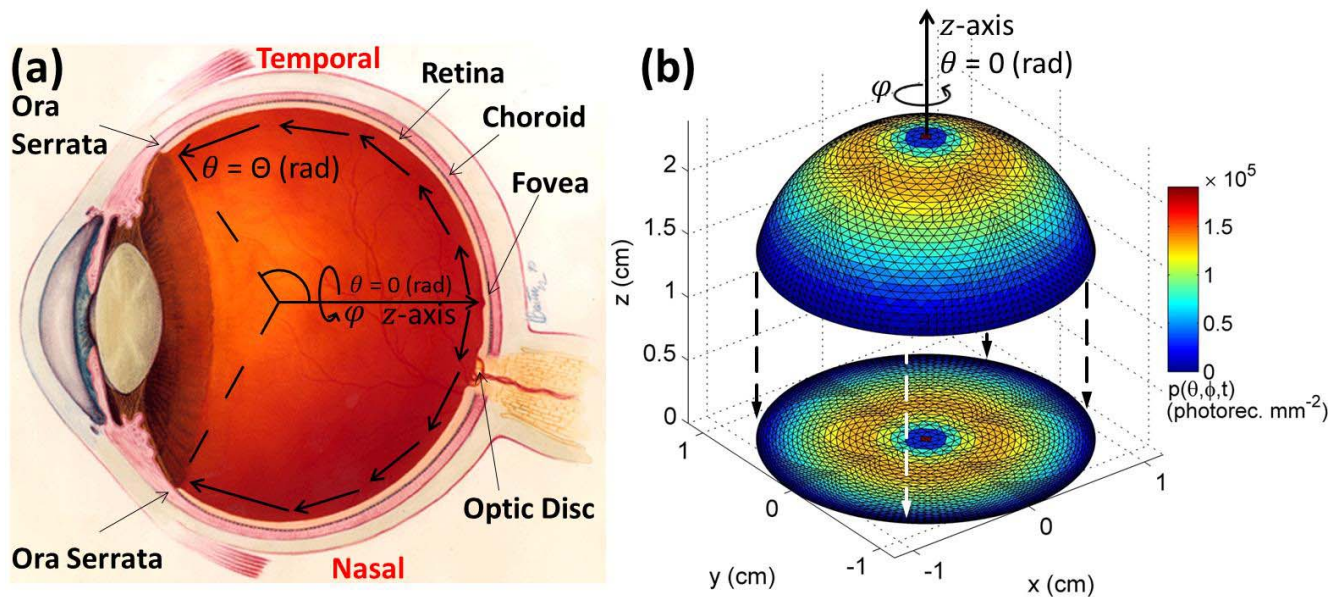 (a)
Temporal
Retina
Choroid
Fovea
Ora
Serrata
θ = Θ (rad)
θ = 0 (rad)
φ z-axis
Optic Disc
Ora Serrata
Nasal
(b)
z-axis
θ = 0 (rad)
φ
2
1.5
1
0.5
0
z (cm)
1
0
-1
y (cm)
-1
0
1
x (cm)
× 10⁵
1.5
1
0.5
0
p(θ,ϕ,t)
(photorec. mm⁻²)